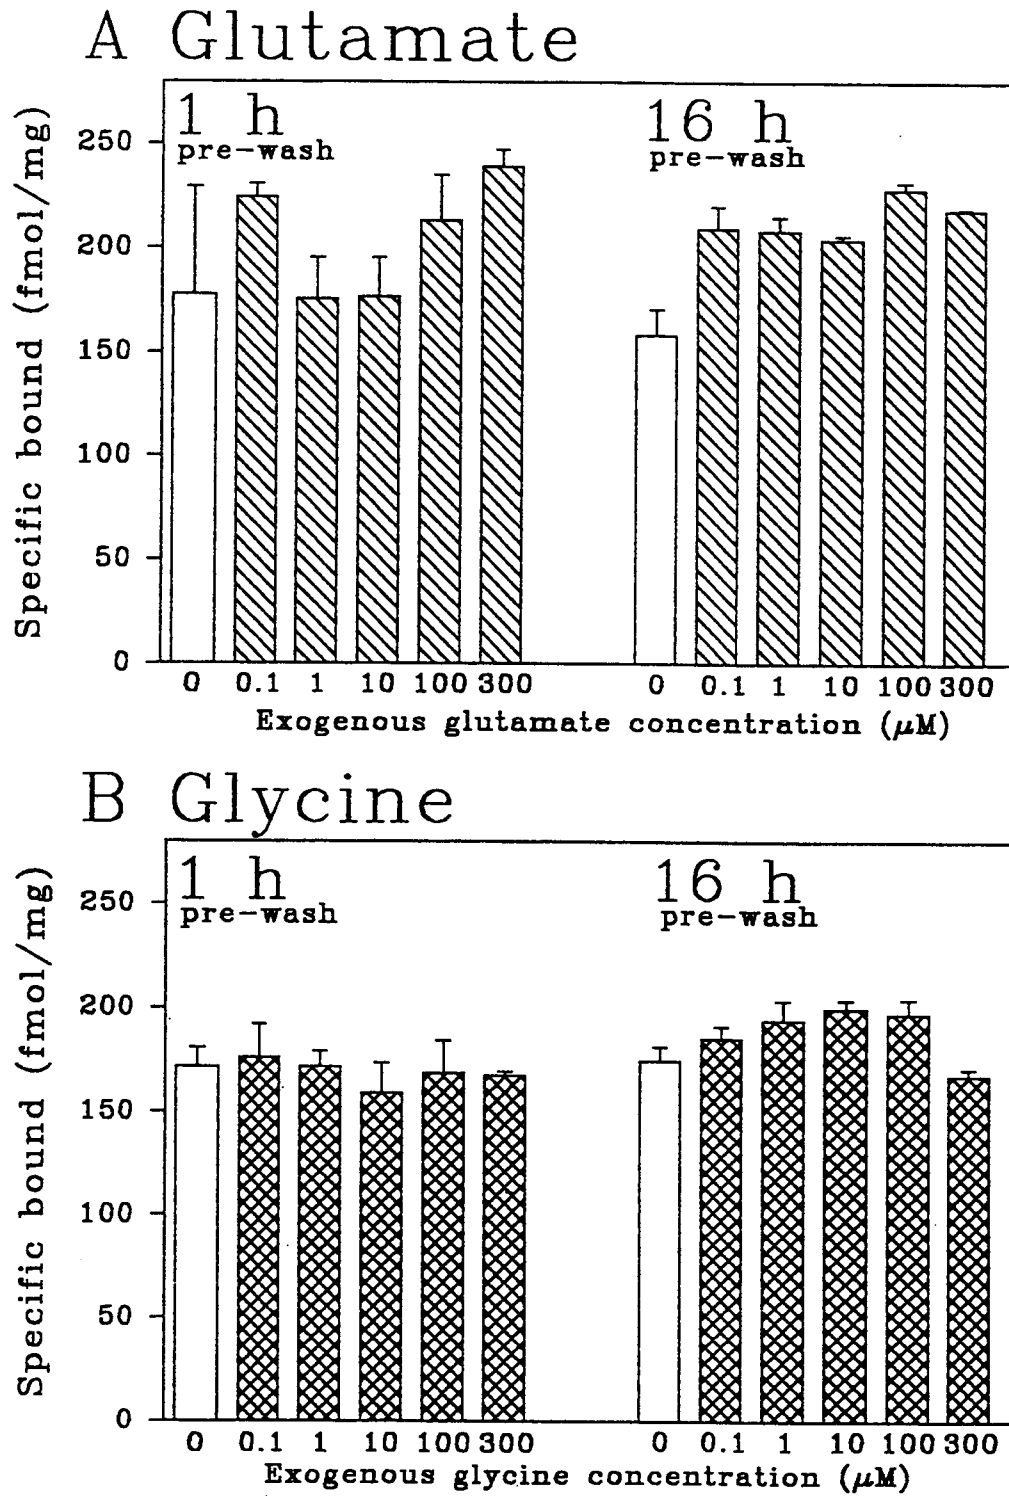 A Glutamate
Specific bound (fmol/mg)
250
200
150
100
50
0
1 h
pre-wash
16 h
pre-wash
0 0.1 1 10 100 300
0 0.1 1 10 100 300
Exogenous glutamate concentration (μM)
B Glycine
Specific bound (fmol/mg)
250
200
150
100
50
0
1 h
pre-wash
16 h
pre-wash
0 0.1 1 10 100 300
0 0.1 1 10 100 300
Exogenous glycine concentration (μM)